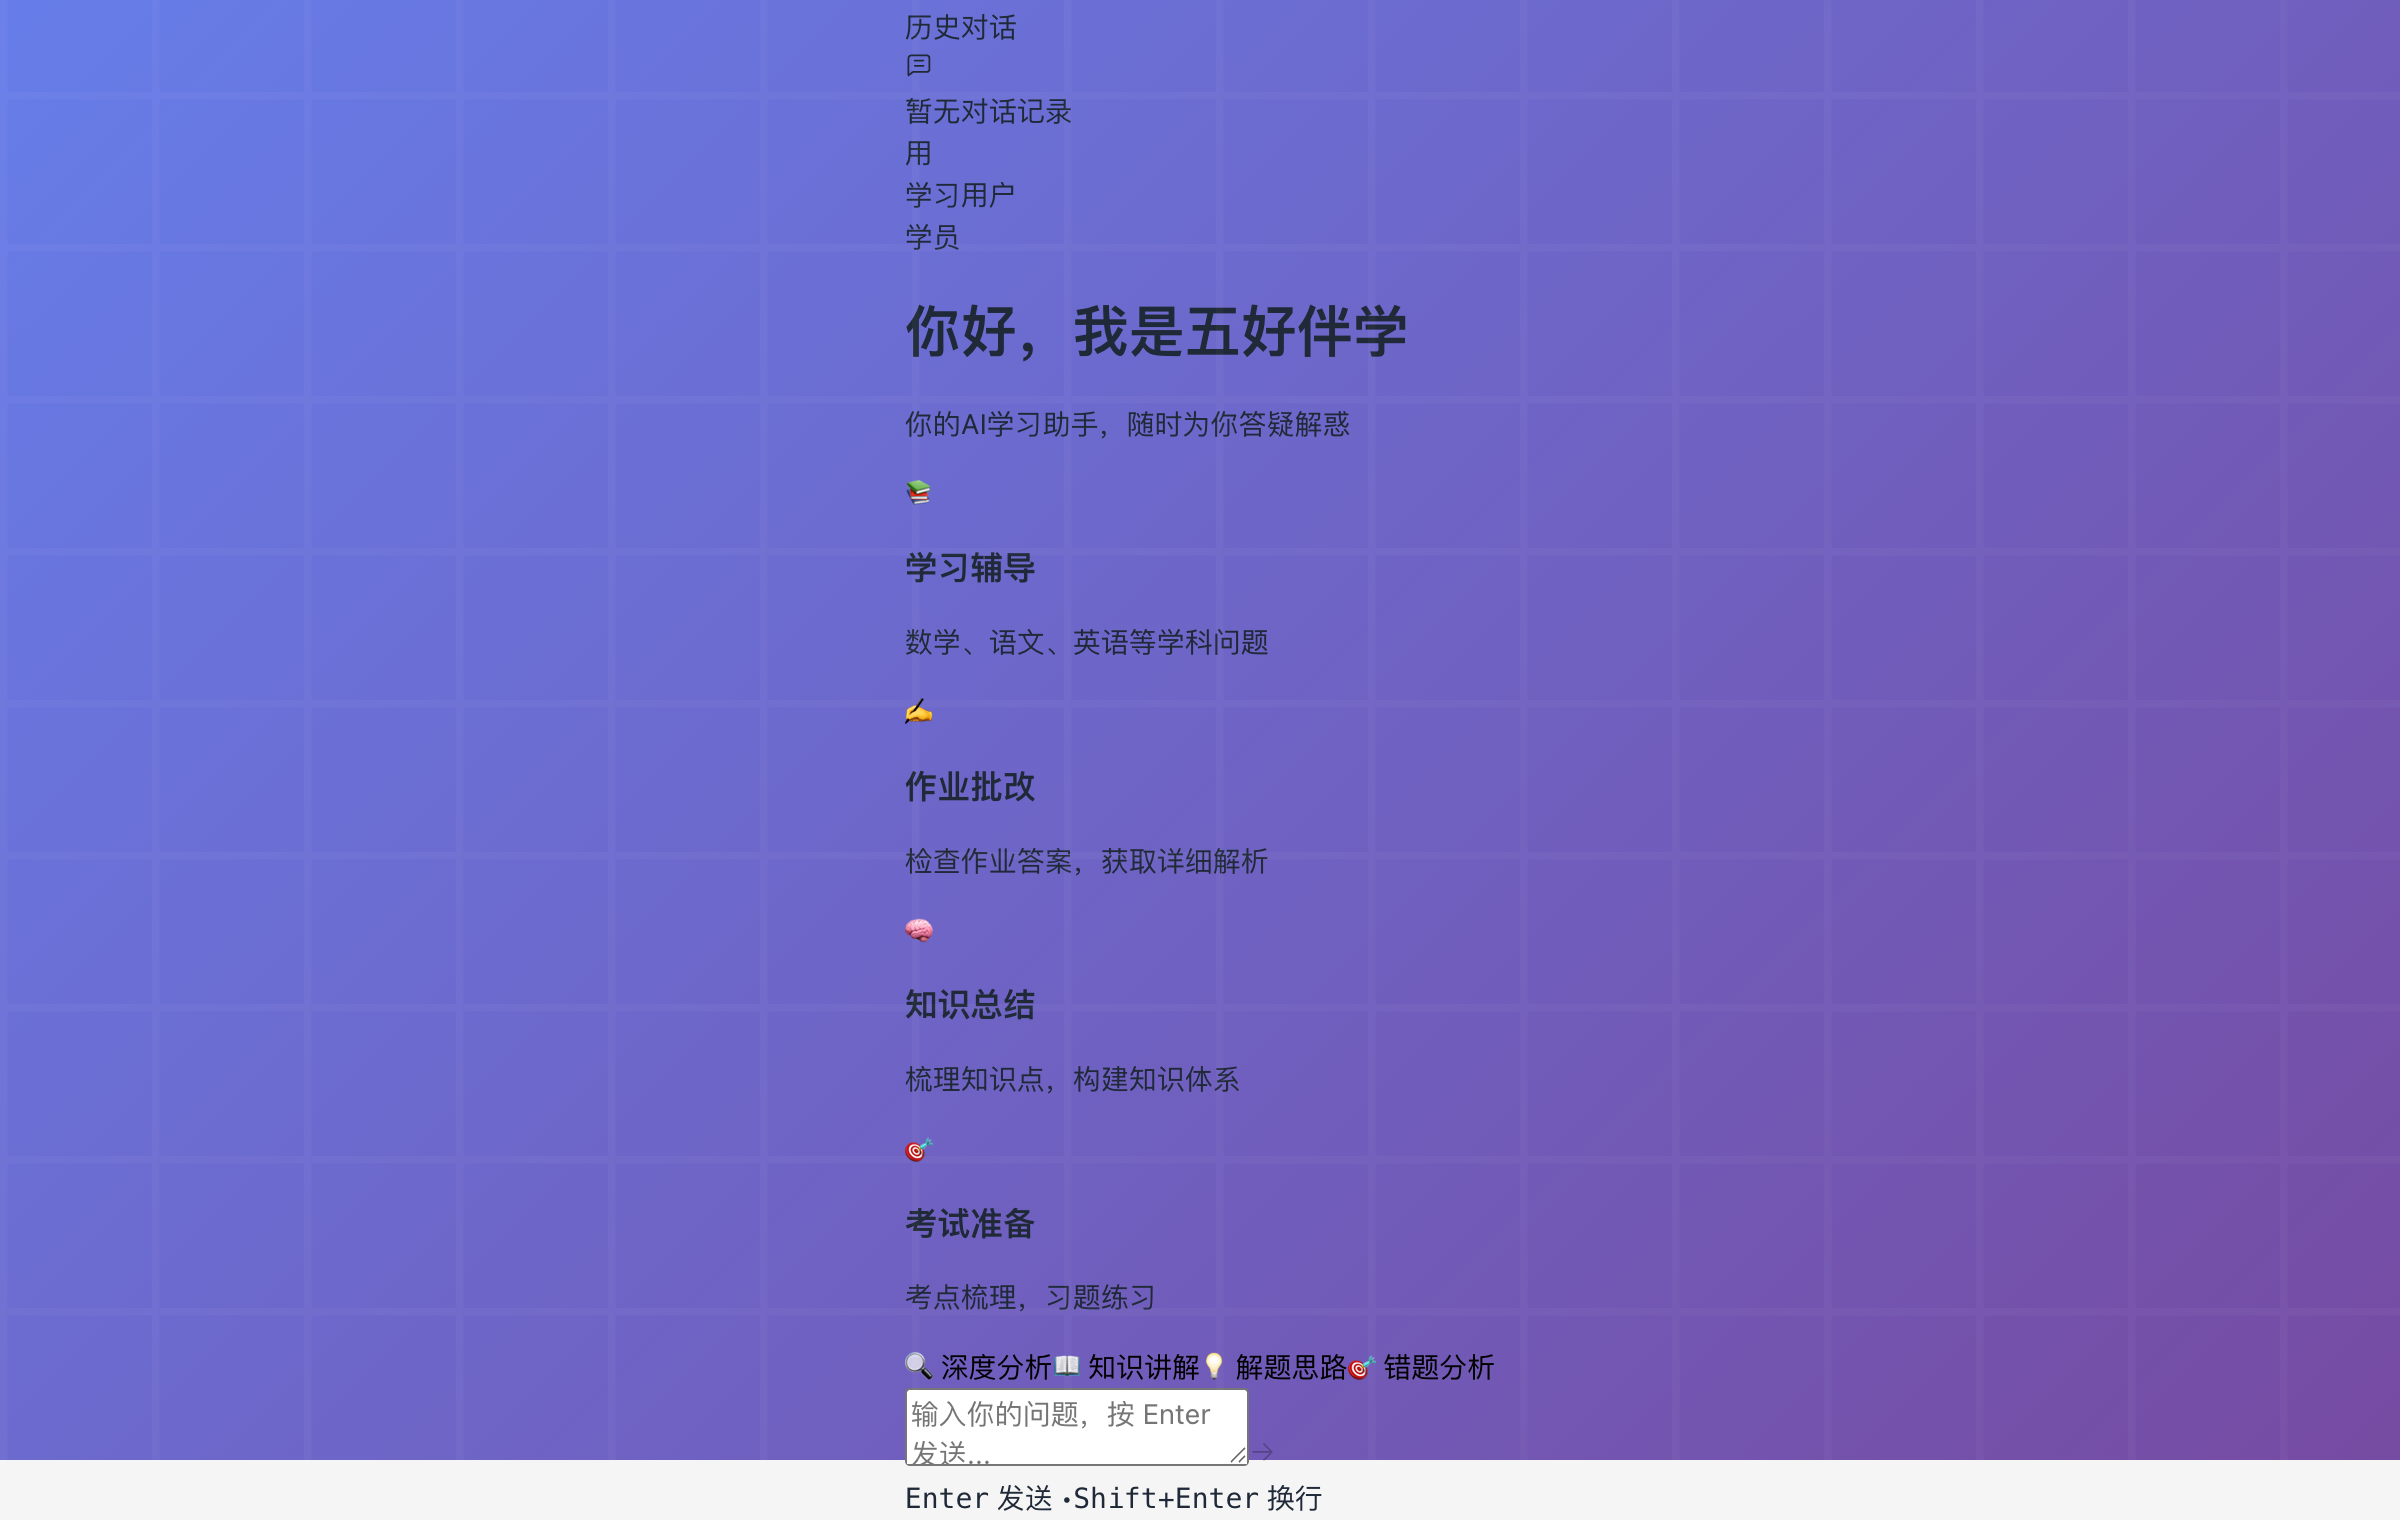 历史对话
暂无对话记录
用
学习用户
学员
你好，我是五好伴学
你的AI学习助手，随时为你答疑解惑
学习辅导
数学、语文、英语等学科问题
作业批改
检查作业答案，获取详细解析
知识总结
梳理知识点，构建知识体系
考试准备
考点梳理，习题练习
深度分析 知识讲解 解题思路 错题分析
输入你的问题，按 Enter
发送...
Enter 发送 •Shift+Enter 换行